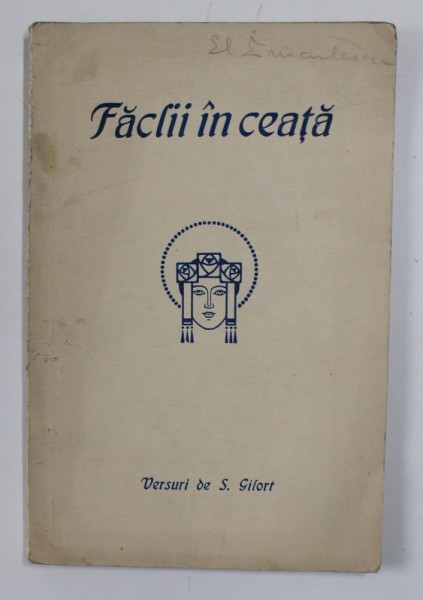 Făclii în ceață
Versuri de S. Gilort